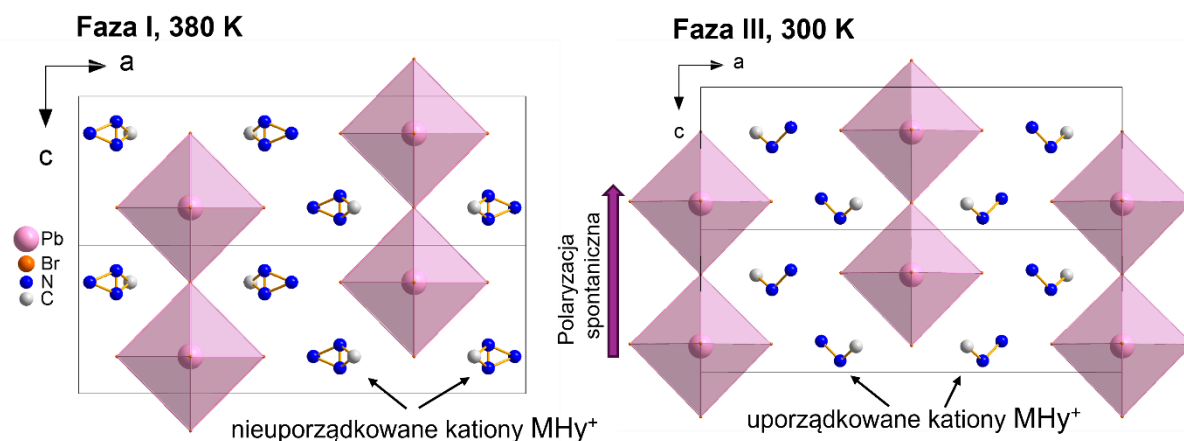 Faza I, 380 K
a
c
Pb
Br
N
C
nieuporządkowane kationy MHy⁺
Faza III, 300 K
a
c
Polaryzacja
spontaniczna
uporządkowane kationy MHy⁺